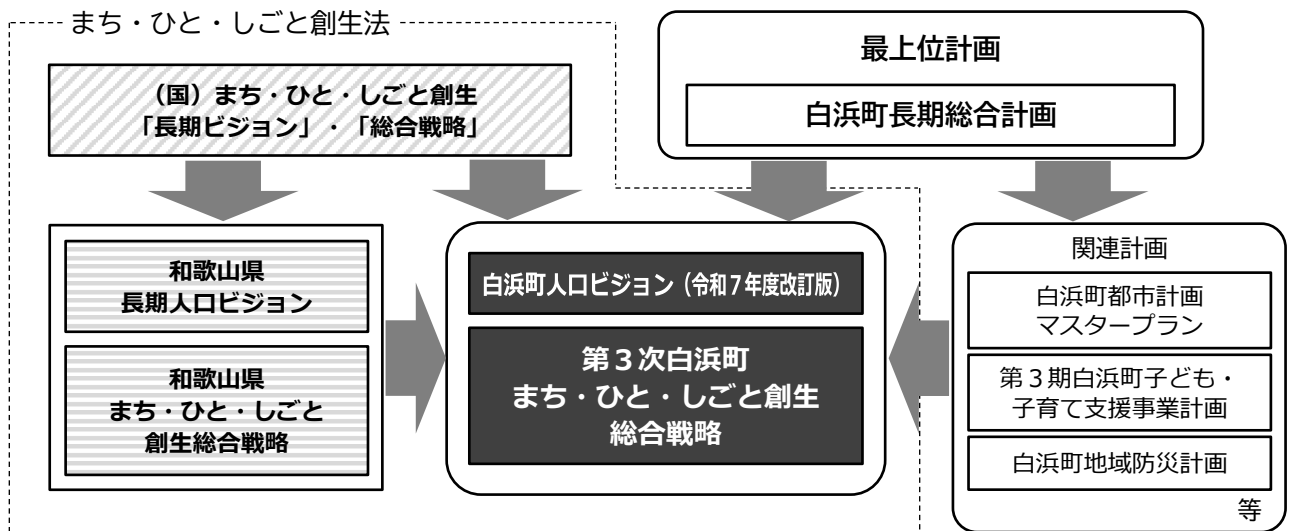 まち・ひと・しごと創生法
(国)まち・ひと・しごと創生
「長期ビジョン」・「総合戦略」
最上位計画
白浜町長期総合計画
和歌山県
長期人口ビジョン
和歌山県
まち・ひと・しごと
創生総合戦略
白浜町人口ビジョン(令和7年度改訂版)
第3次白浜町
まち・ひと・しごと創生
総合戦略
関連計画
白浜町都市計画
マスタープラン
第3期白浜町子ども・
子育て支援事業計画
白浜町地域防災計画
等